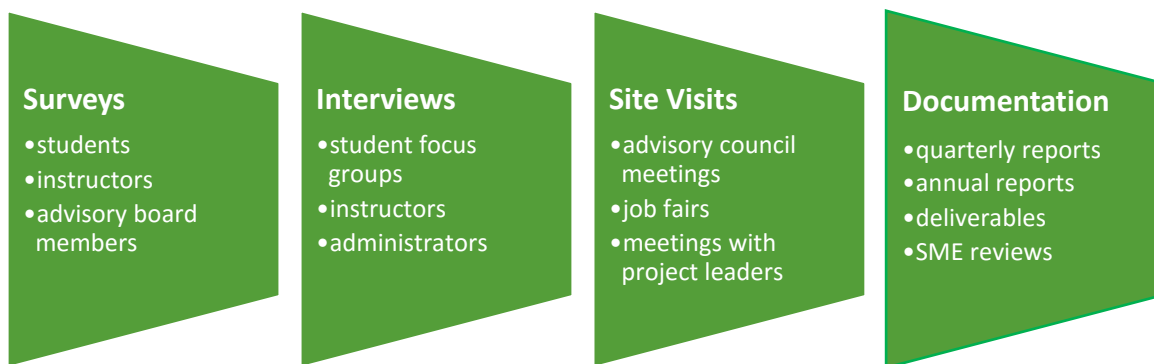 Surveys
•students
•instructors
•advisory board
members
Interviews
•student focus
groups
•instructors
•administrators
Site Visits
•advisory council
meetings
•job fairs
•meetings with
project leaders
Documentation
•quarterly reports
•annual reports
•deliverables
•SME reviews